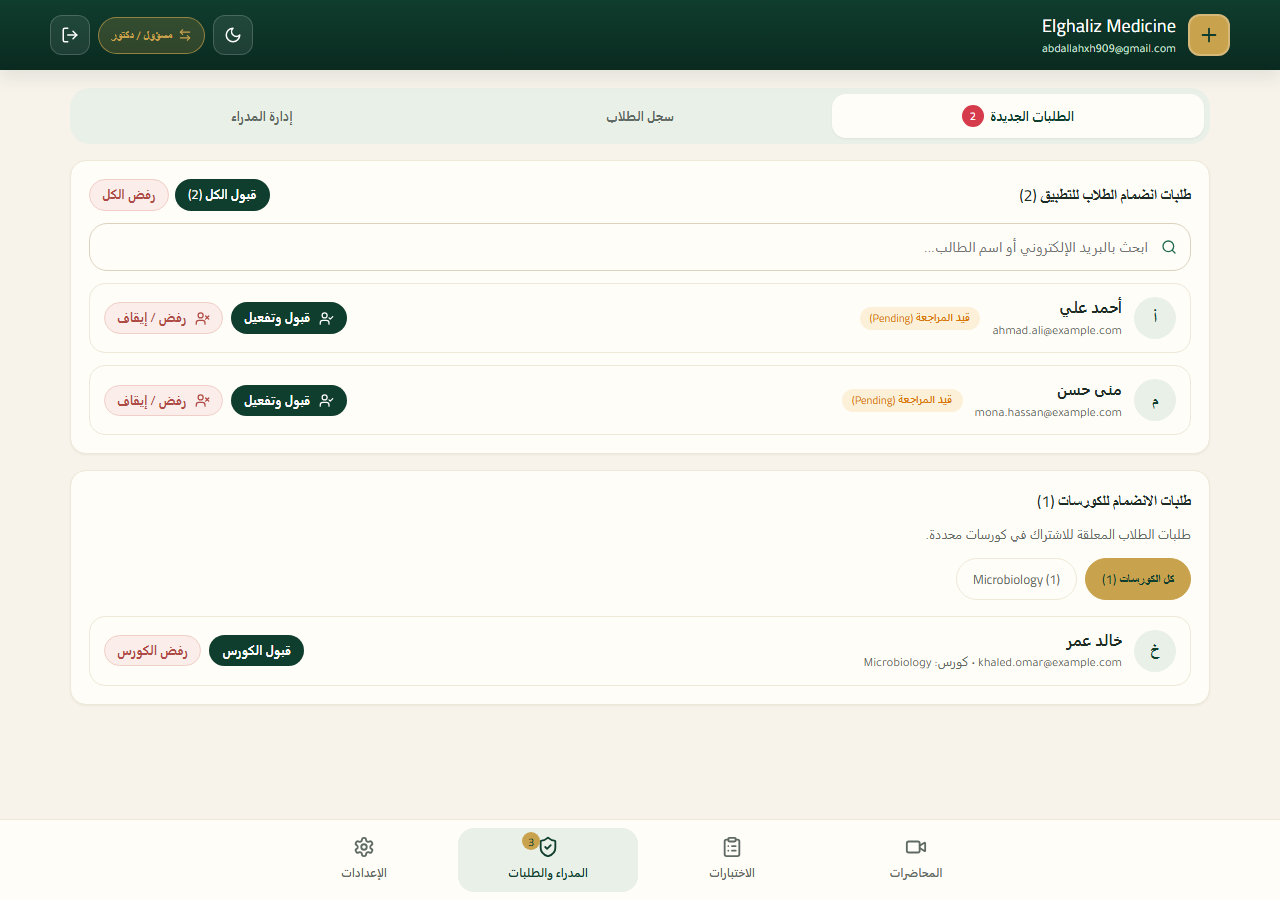 Elghaliz Medicine
abdallahxh909@gmail.com
مسؤول / دكتور
الطلبات الجديدة 2
سجل الطلاب
إدارة المدراء
طلبات انضمام الطلاب للتطبيق (2)
قبول الكل (2)
رفض الكل
ابحث بالبريد الإلكتروني أو اسم الطالب...
أ
أحمد علي
ahmad.ali@example.com
قيد المراجعة (Pending)
قبول وتفعيل
رفض / إيقاف
م
منى حسن
mona.hassan@example.com
قيد المراجعة (Pending)
قبول وتفعيل
رفض / إيقاف
طلبات الانضمام للكورسات (1)
طلبات الطلاب المعلقة للاشتراك في كورسات محددة.
كل الكورسات (1)
Microbiology (1)
خ
خالد عمر
khaled.omar@example.com • كورس: Microbiology
قبول الكورس
رفض الكورس
المحاضرات
الاختبارات
3
المدراء والطلبات
الإعدادات